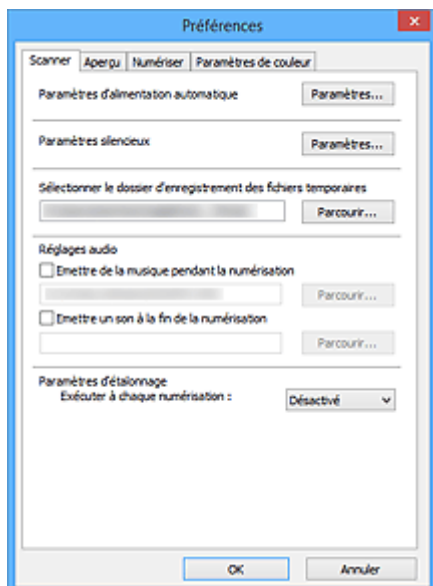 Préférences
Scanner Aperçu Numériser Paramètres de couleur
Paramètres d'alimentation automatique Paramètres...
Paramètres silencieux Paramètres...
Sélectionner le dossier d'enregistrement des fichiers temporaires
Parcourir...
Réglages audio
Emettre de la musique pendant la numérisation
Parcourir...
Emettre un son à la fin de la numérisation
Parcourir...
Paramètres d'étalonnage
Exécuter à chaque numérisation : Désactivé
OK Annuler